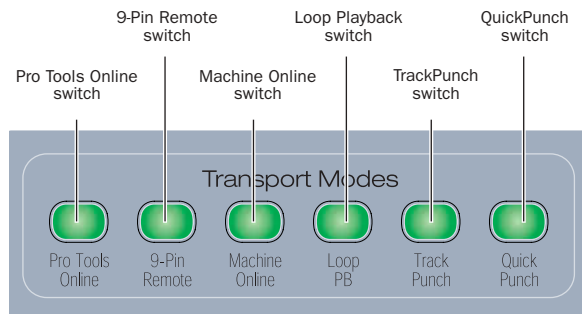 9-Pin Remote
switch
Loop Playback
switch
QuickPunch
switch
Pro Tools Online
switch
Machine Online
switch
TrackPunch
switch
Transport Modes
Pro Tools
Online
9-Pin
Remote
Machine
Online
Loop
PB
Track
Punch
Quick
Punch